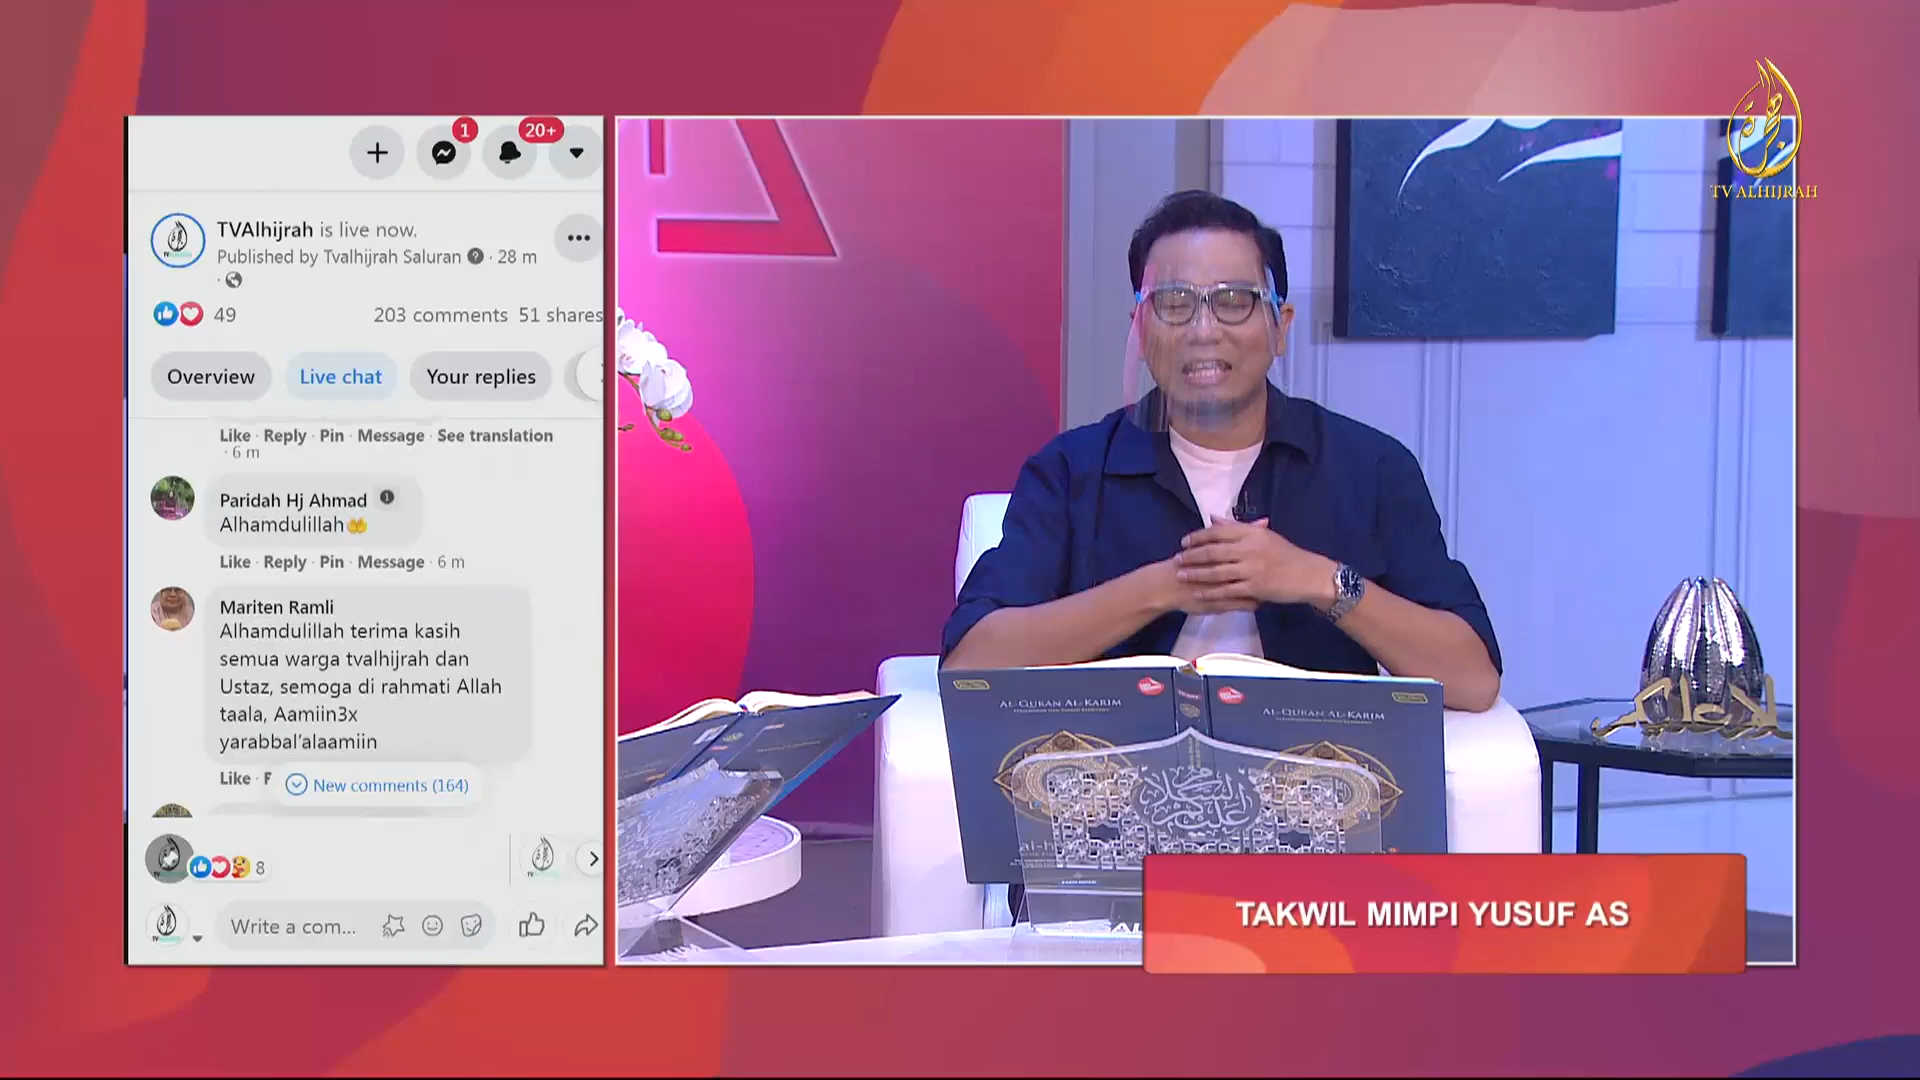 1
20+
TVAlhijrah is live now.
Published by Tvalhijrah Saluran · 28 m
49
203 comments 51 shares
Overview
Live chat
Your replies
Like · Reply · Pin · Message · See translation
· 6 m
Paridah Hj Ahmad
Alhamdulillah🤲
Like · Reply · Pin · Message · 6 m
Mariten Ramli
Alhamdulillah terima kasih
semua warga tvalhijrah dan
Ustaz, semoga di rahmati Allah
taala, Aamiin3x
yarabbal’alaamiin
Like ·
New comments (164)
8
Write a com...
TV ALHIJRAH
AL-QURAN AL-KARIM
AL-QURAN AL-KARIM
TAKWIL MIMPI YUSUF AS